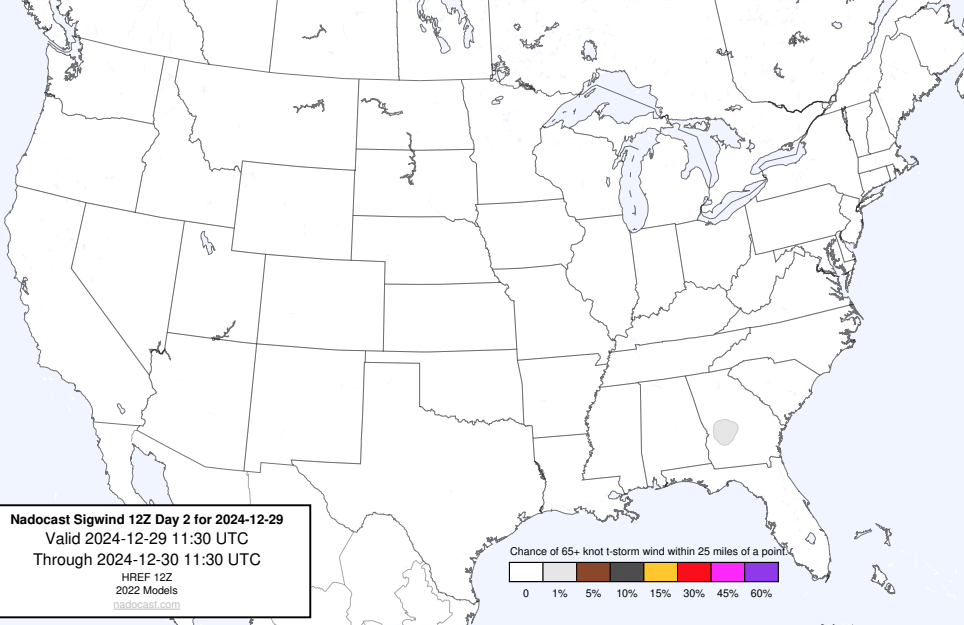 Nadocast Sigwind 12Z Day 2 for 2024-12-29
Valid 2024-12-29 11:30 UTC
Through 2024-12-30 11:30 UTC
HREF 12Z
2022 Models
nadocast.com
Chance of 65+ knot t-storm wind within 25 miles of a point.
0 1% 5% 10% 15% 30% 45% 60%